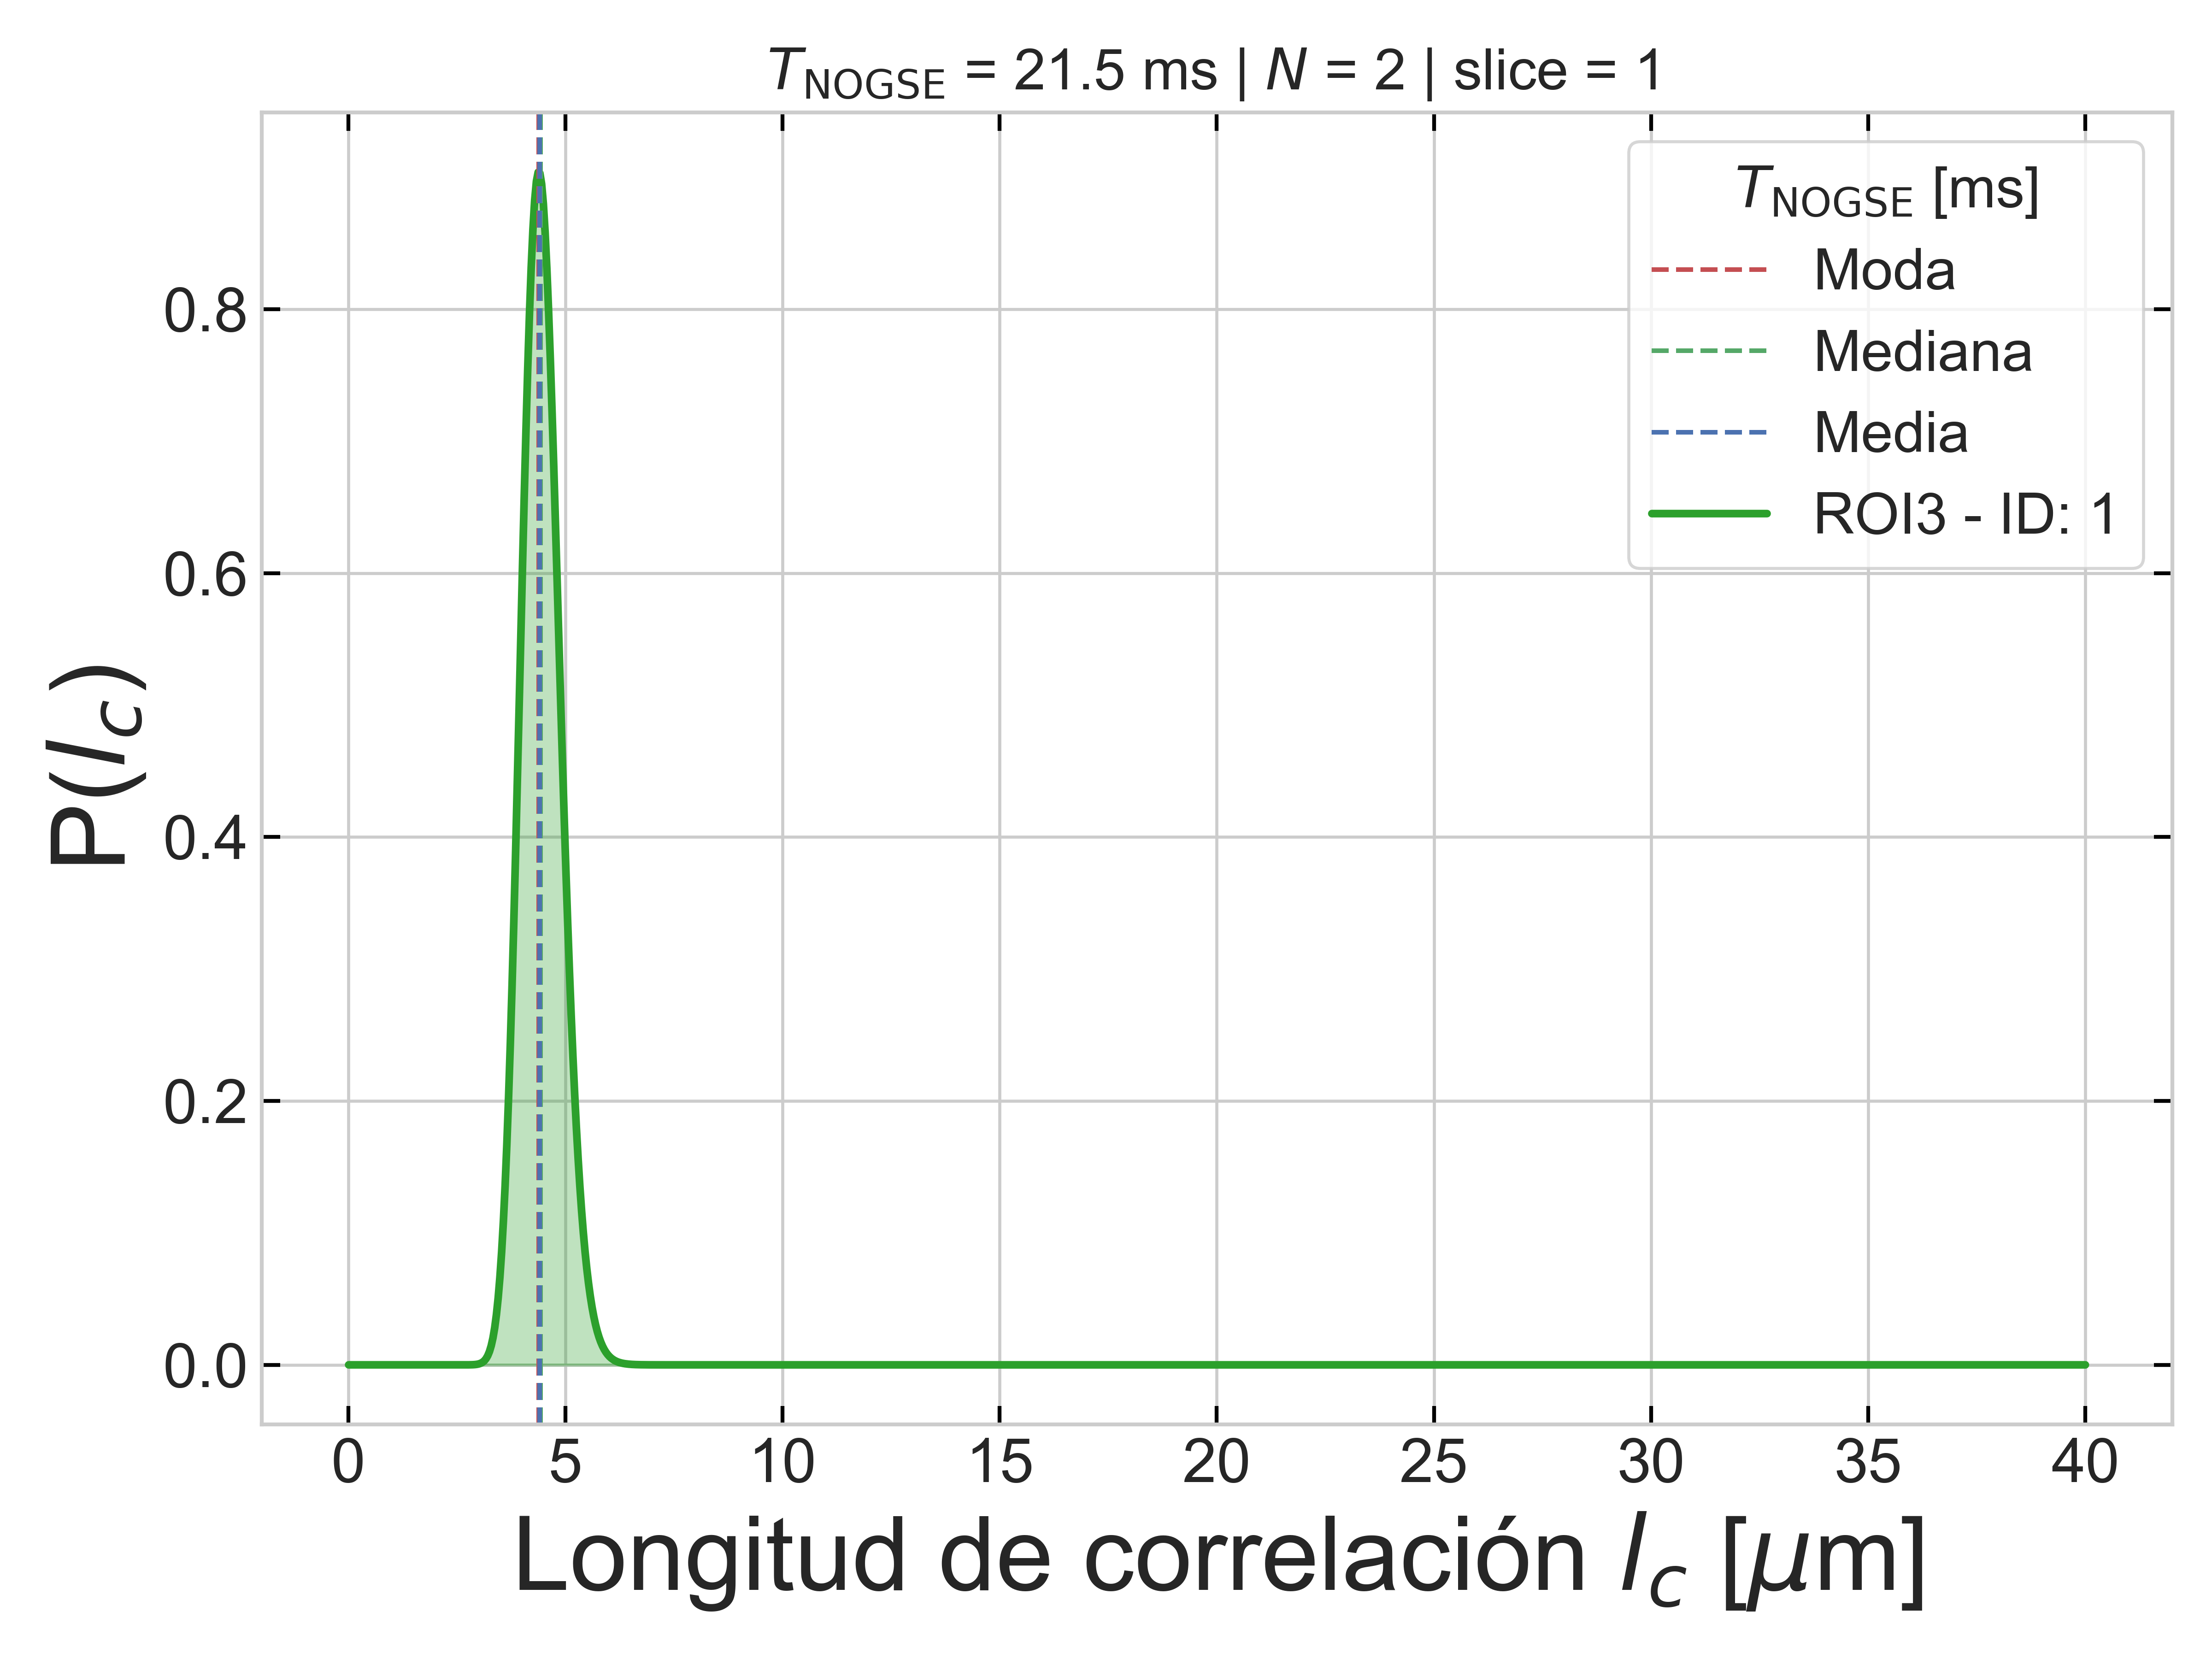 T_NOGSE = 21.5 ms | N = 2 | slice = 1
T_NOGSE [ms]
Moda
Mediana
Media
ROI3 - ID: 1
P(l_c)
0.8
0.6
0.4
0.2
0.0
0 5 10 15 20 25 30 35 40
Longitud de correlación l_c [μm]